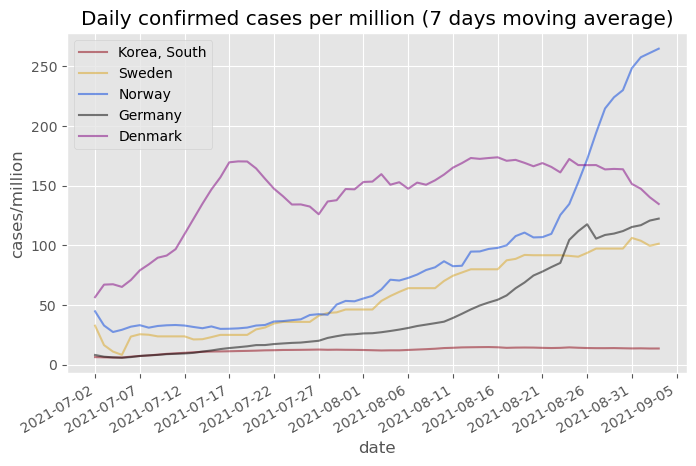 Daily confirmed cases per million (7 days moving average)
Korea, South
Sweden
Norway
Germany
Denmark
250
200
150
100
50
0
cases/million
2021-07-02
2021-07-07
2021-07-12
2021-07-17
2021-07-22
2021-07-27
2021-08-01
2021-08-06
2021-08-11
2021-08-16
2021-08-21
2021-08-26
2021-08-31
2021-09-05
date